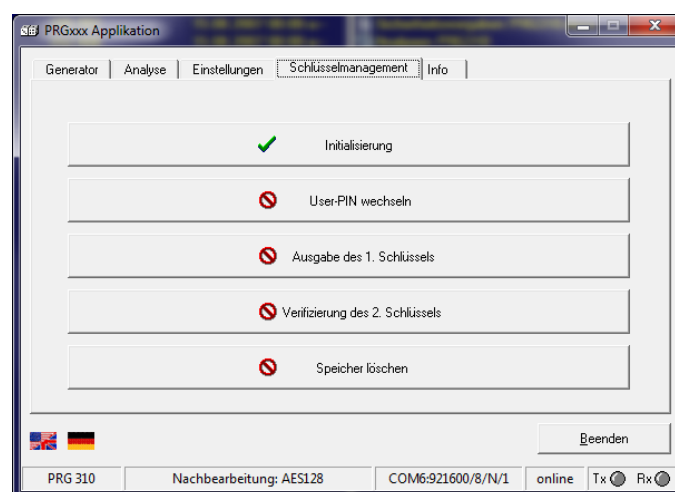 PRGxxx Applikation
Generator Analyse Einstellungen Schlüsselmanagement Info
Initialisierung
User-PIN wechseln
Ausgabe des 1. Schlüssels
Verifizierung des 2. Schlüssels
Speicher löschen
Beenden
PRG 310 Nachbearbeitung: AES128 COM6:921600/8/N/1 online Tx Rx